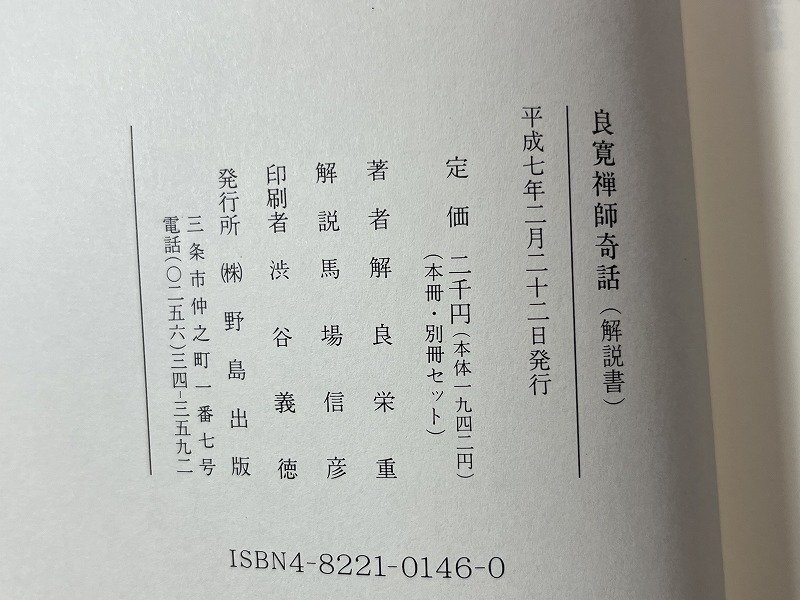 良寛禅師奇話(解説書)
平成七年二月二十二日発行
定価 二千円(本体一九四二円)
(本冊・別冊セット)
著者 解良栄重
解説 馬場信彦
印刷者 渋谷義徳
発行所 ㈱野島出版
三条市仲之町一番七号
電話(〇二五六)三四-三五九二
ISBN4-8221-0146-0